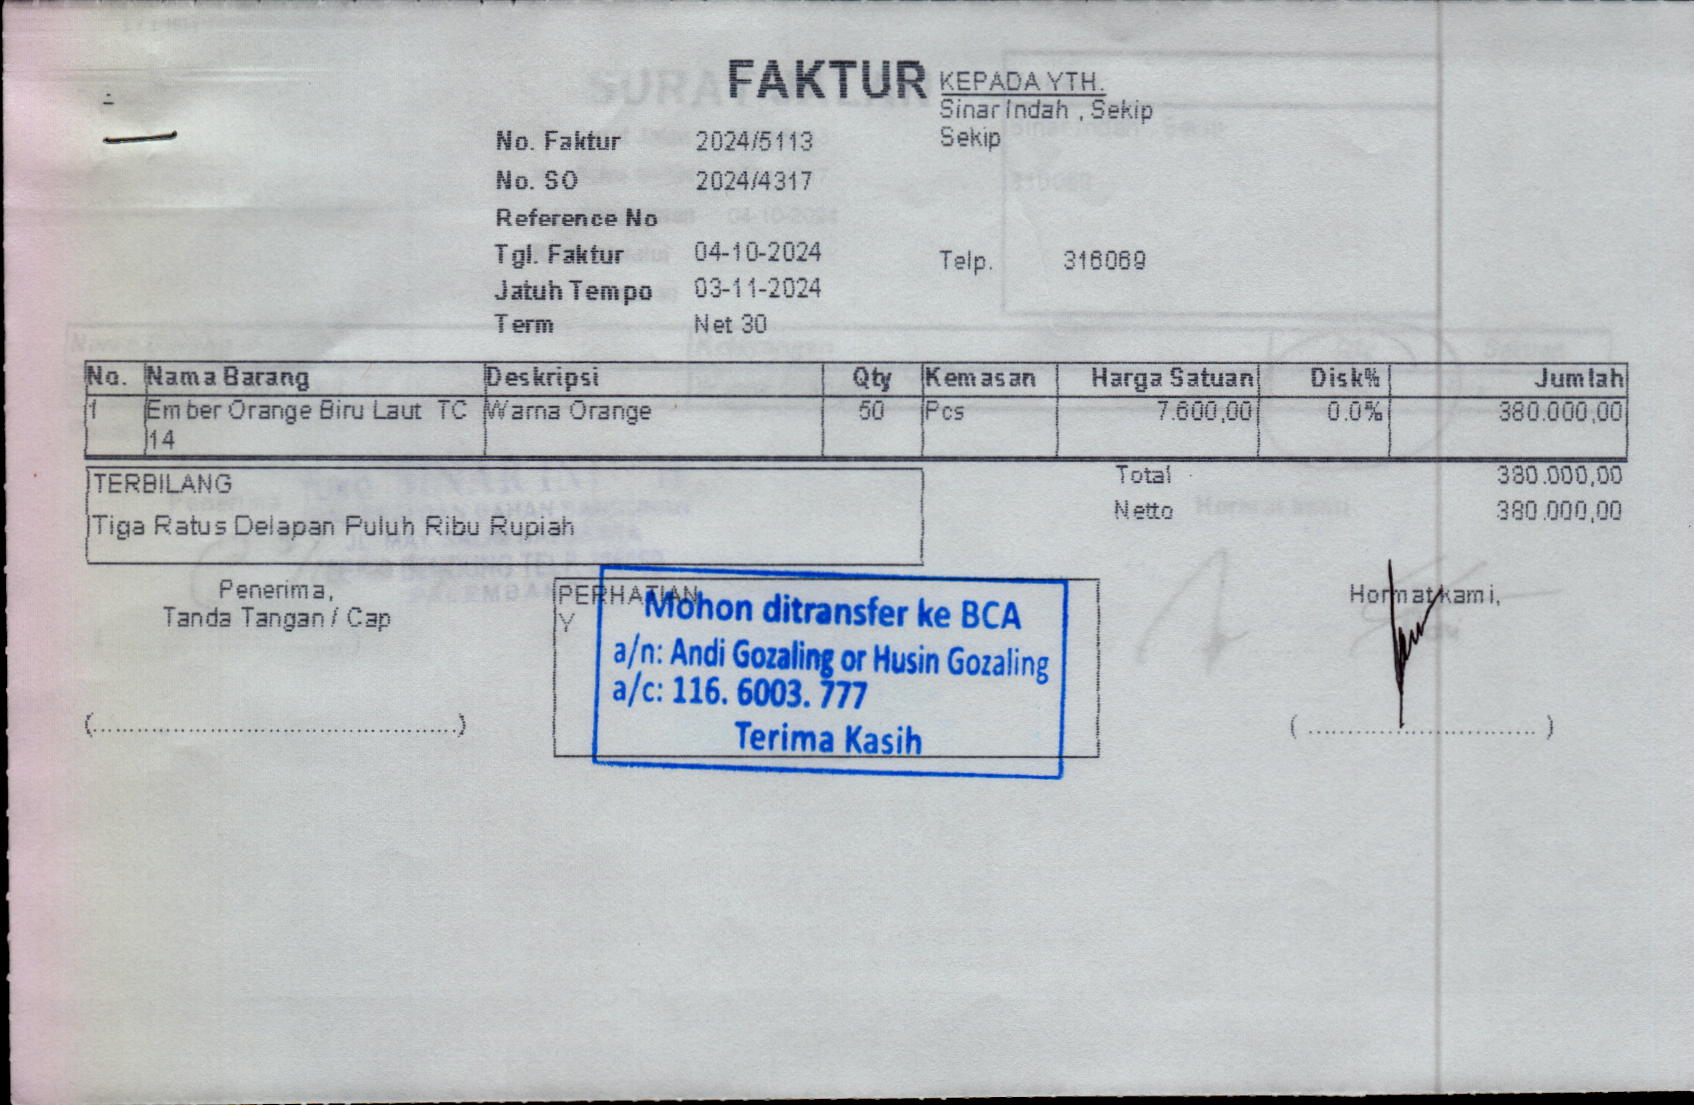 FAKTUR
KEPADA YTH.
Sinar Indah , Sekip
Sekip
No. Faktur 2024/5113
No. SO 2024/4317
Reference No
Tgl. Faktur 04-10-2024
Telp. 316069
Jatuh Tempo 03-11-2024
Term Net 30
No. Nama Barang Deskripsi Qty Kemasan Harga Satuan Disk% Jumlah
1 Ember Orange Biru Laut TC Warna Orange 50 Pcs 7.600,00 0.0% 380.000,00
14
TERBILANG
Total 380.000,00
Tiga Ratus Delapan Puluh Ribu Rupiah
Netto 380.000,00
Penerima,
Tanda Tangan / Cap
PERHATIAN
Y
Mohon ditransfer ke BCA
a/n: Andi Gozaling or Husin Gozaling
a/c: 116. 6003. 777
Terima Kasih
Hormat kami,
(................................................)
( .............................. )